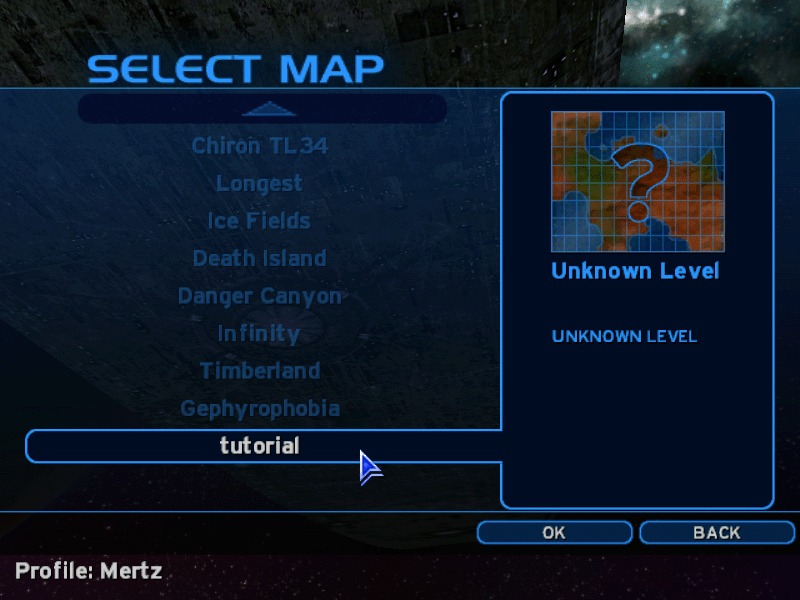 SELECT MAP
Chiron TL34
Longest
Ice Fields
Death Island
Danger Canyon
Infinity
Timberland
Gephyrophobia
tutorial
?
Unknown Level
UNKNOWN LEVEL
OK
BACK
Profile: Mertz